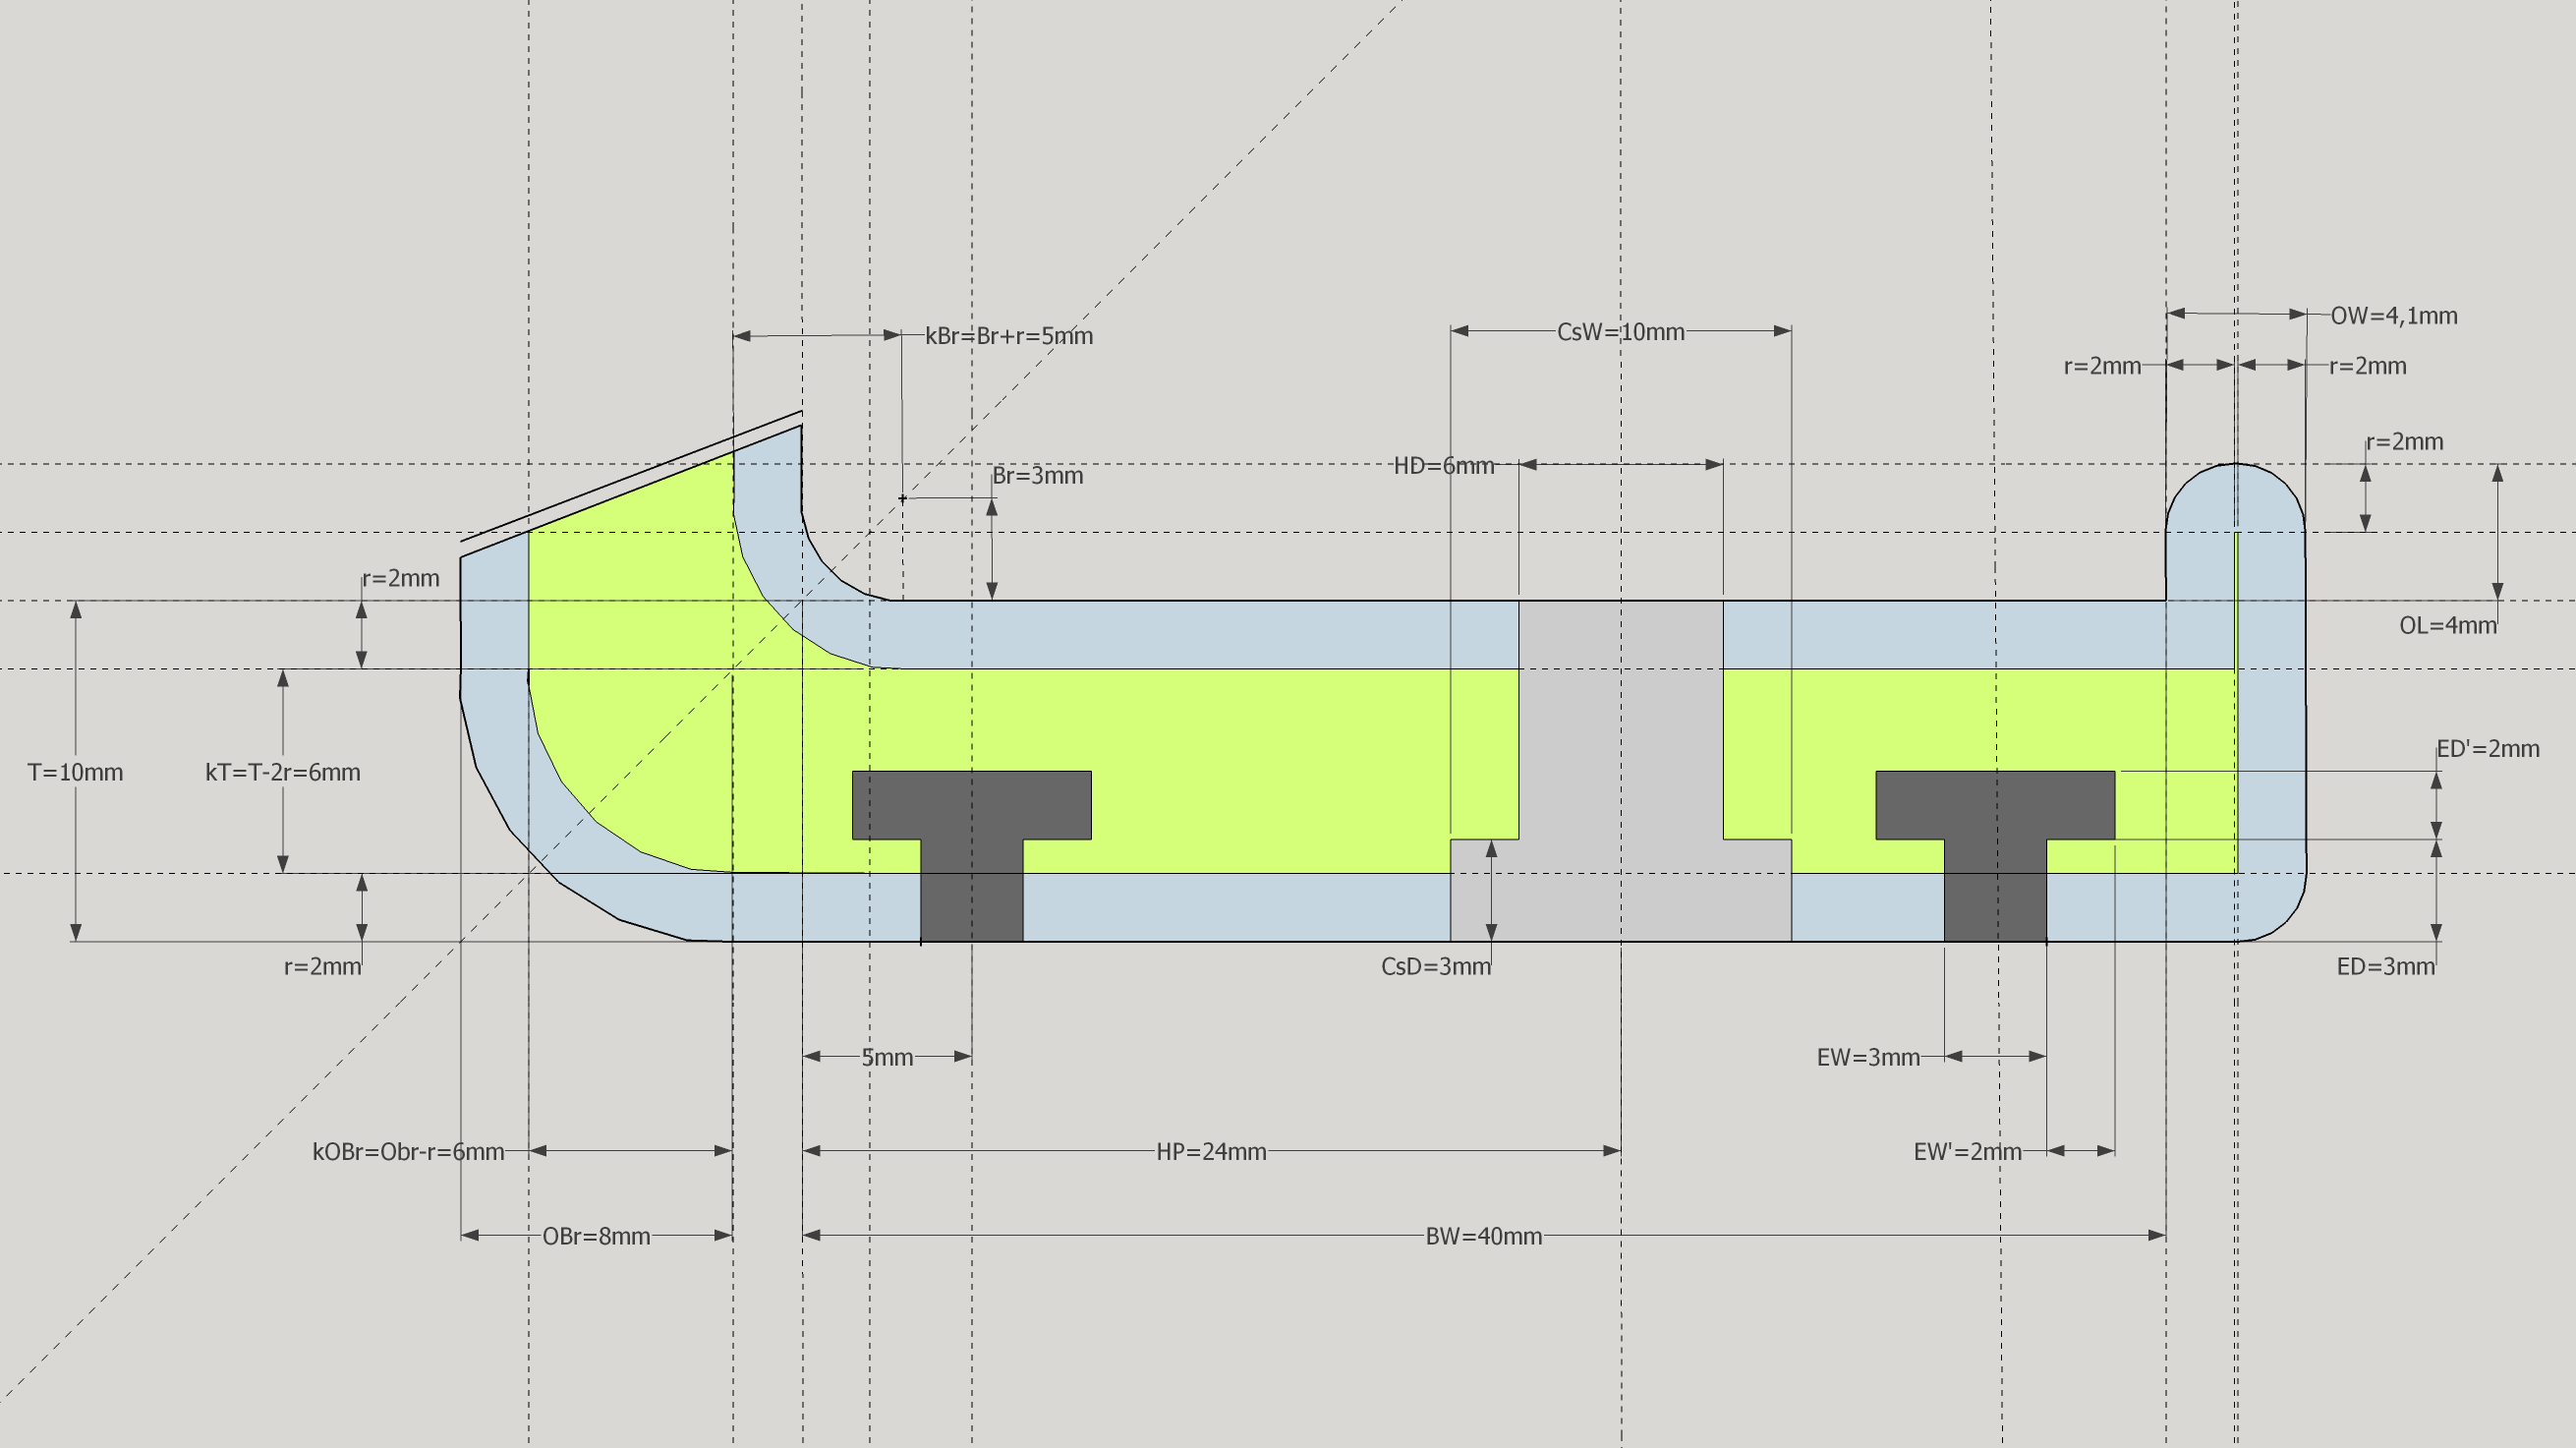 OW=4,1mm
CsW=10mm
kBr=Br+r=5mm
r=2mm
r=2mm
r=2mm
HD=6mm
Br=3mm
r=2mm
OL=4mm
ED'=2mm
T=10mm
kT=T-2r=6mm
r=2mm
CsD=3mm
ED=3mm
5mm
EW=3mm
kOBr=Obr-r=6mm
HP=24mm
EW'=2mm
OBr=8mm
BW=40mm